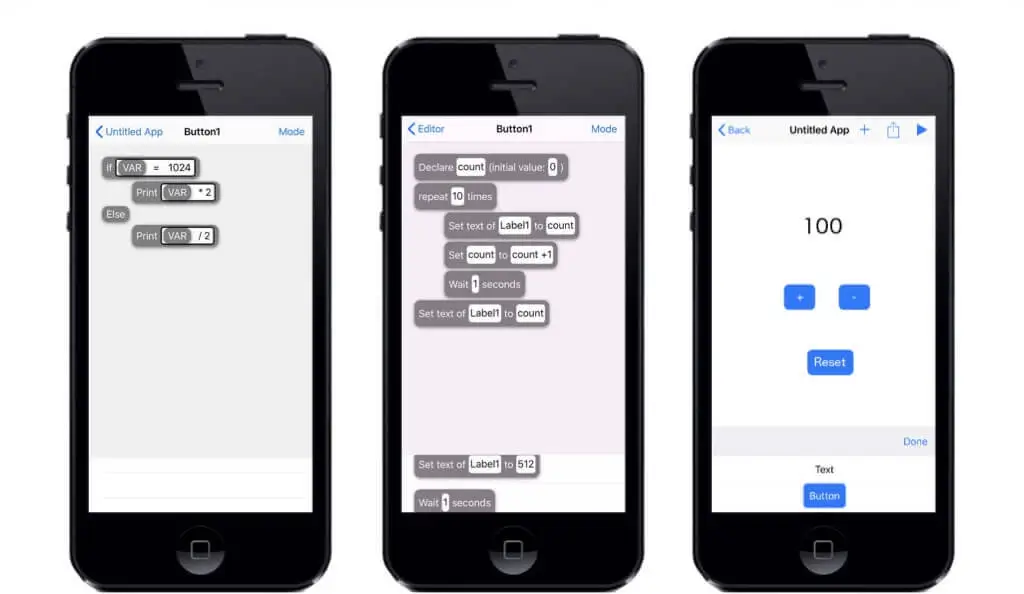 Untitled App Button1 Mode
If VAR = 1024
Print VAR * 2
Else
Print VAR / 2
Editor Button1 Mode
Declare count (initial value: 0 )
repeat 10 times
Set text of Label1 to count
Set count to count +1
Wait 1 seconds
Set text of Label1 to count
Set text of Label1 to 512
Wait 1 seconds
Back Untitled App +
100
+ -
Reset
Done
Text
Button